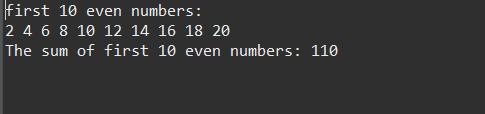 first 10 even numbers:
2 4 6 8 10 12 14 16 18 20
The sum of first 10 even numbers: 110